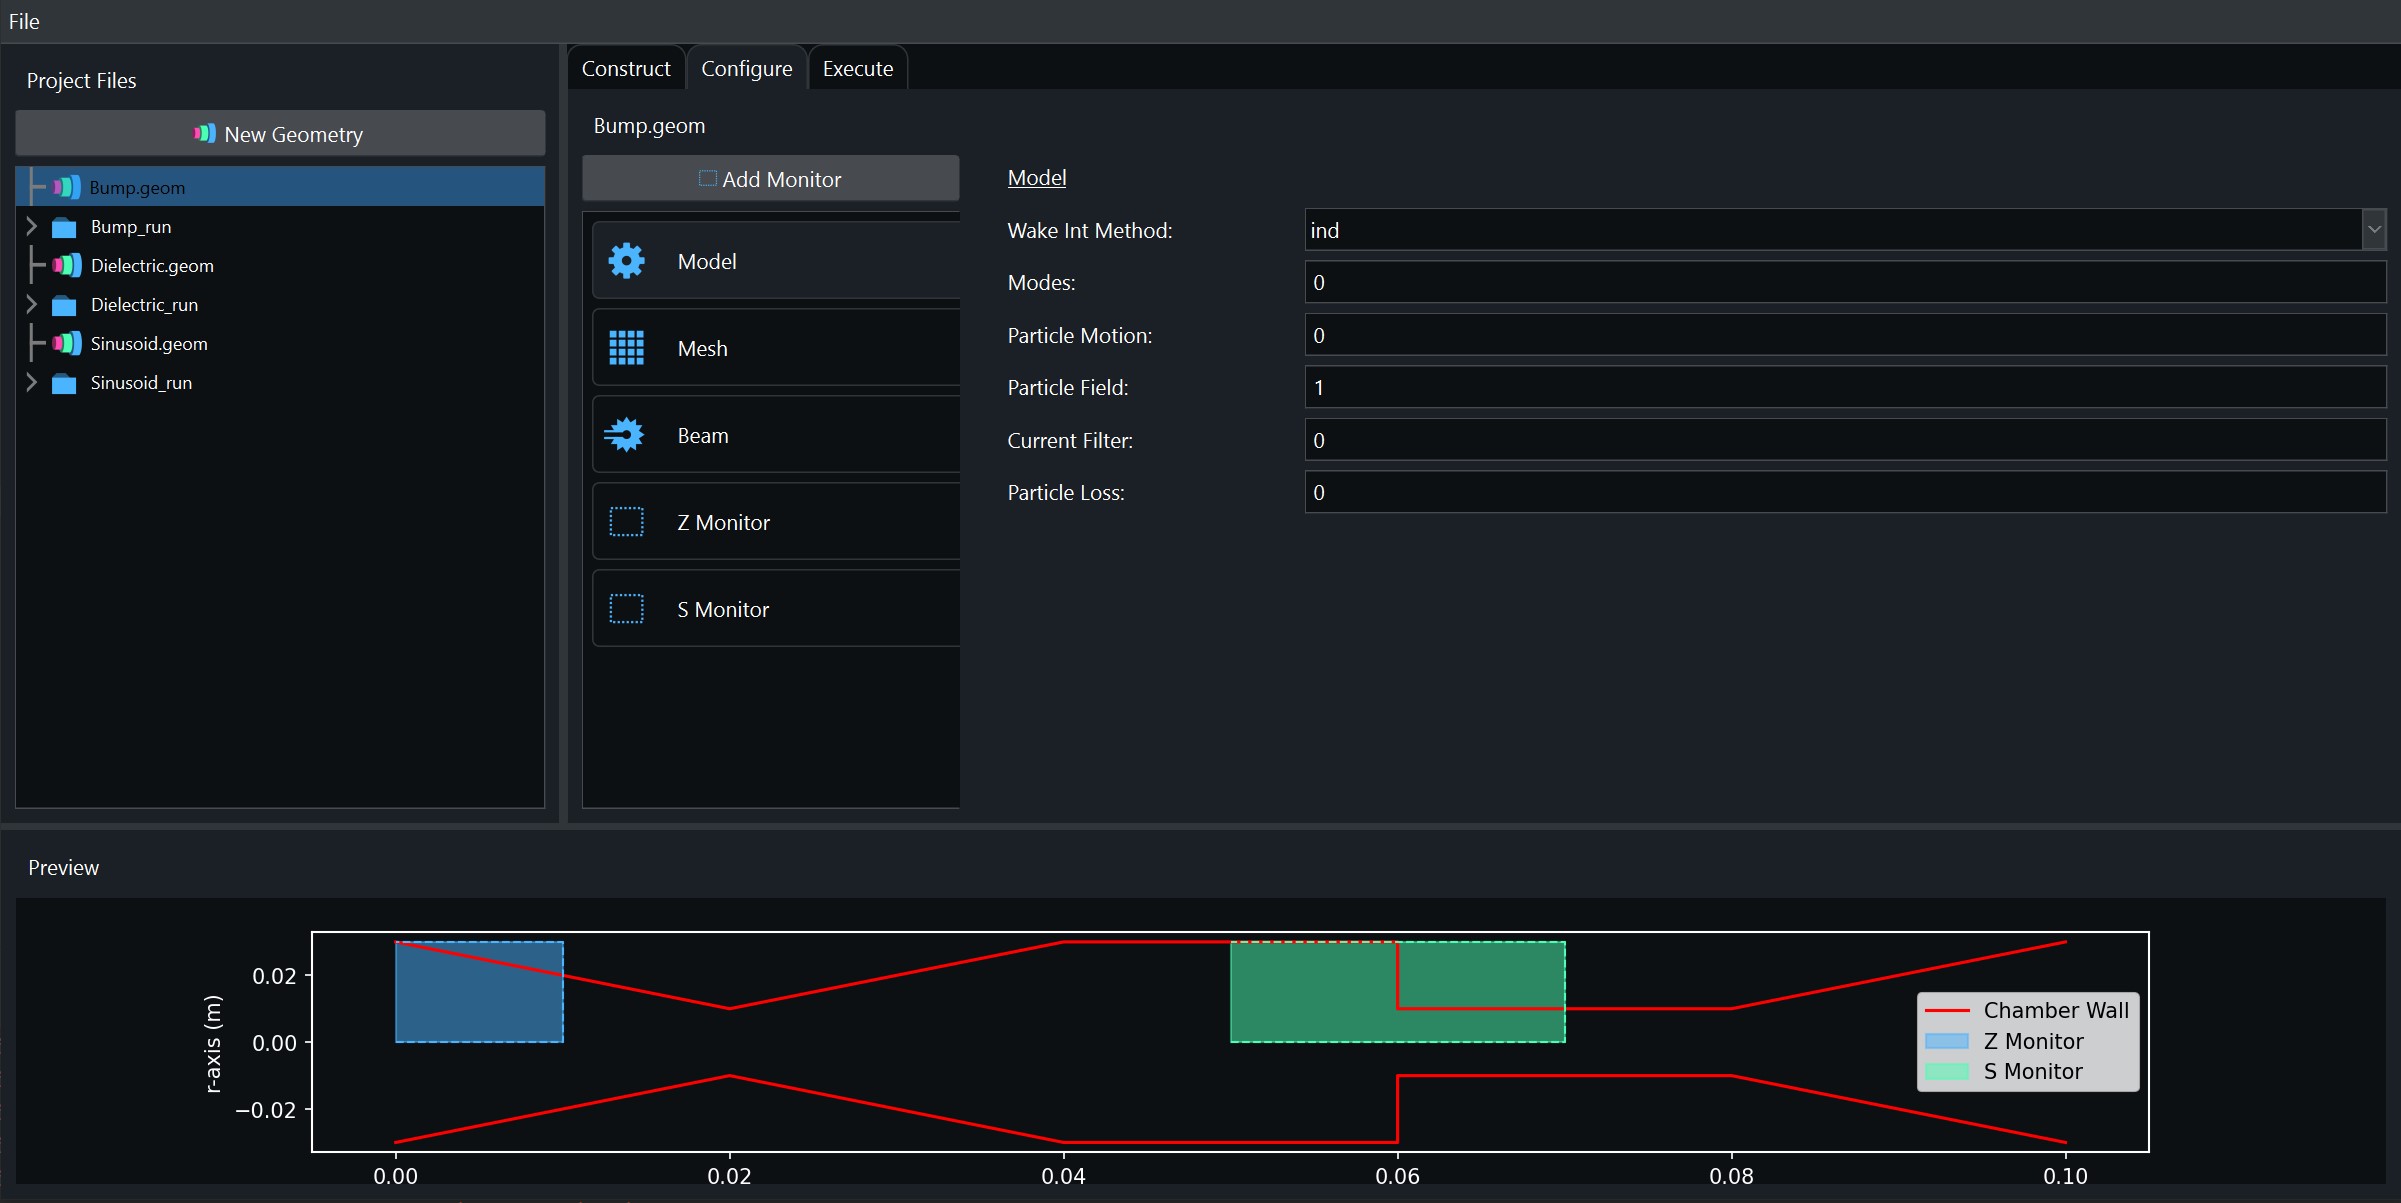 File
Project Files
New Geometry
Bump.geom
Bump_run
Dielectric.geom
Dielectric_run
Sinusoid.geom
Sinusoid_run
Construct
Configure
Execute
Bump.geom
Add Monitor
Model
Mesh
Beam
Z Monitor
S Monitor
Model
Wake Int Method: ind
Modes: 0
Particle Motion: 0
Particle Field: 1
Current Filter: 0
Particle Loss: 0
Preview
r-axis (m)
0.02
0.00
−0.02
0.00 0.02 0.04 0.06 0.08 0.10
Chamber Wall
Z Monitor
S Monitor